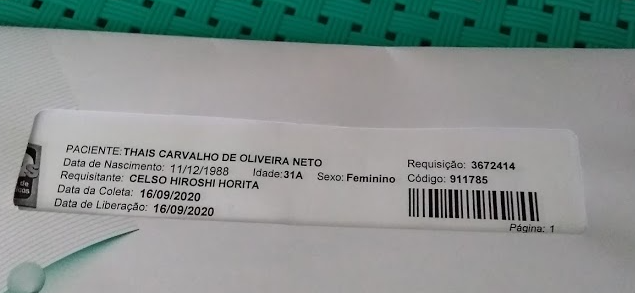 PACIENTE: THAIS CARVALHO DE OLIVEIRA NETO
Data de Nascimento: 11/12/1988 Idade: 31A Sexo: Feminino
Requisitante: CELSO HIROSHI HORITA
Data da Coleta: 16/09/2020
Data de Liberação: 16/09/2020
Requisição: 3672414
Código: 911785
Página: 1